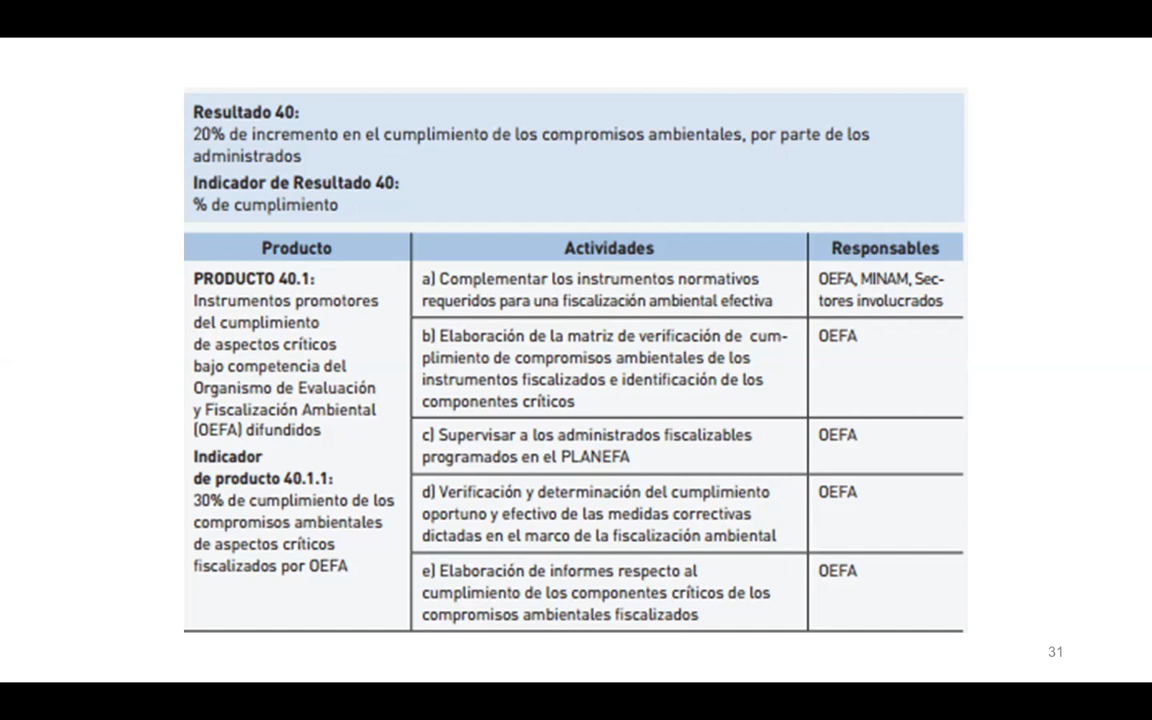 Resultado 40:
20% de incremento en el cumplimiento de los compromisos ambientales, por parte de los
administrados
Indicador de Resultado 40:
% de cumplimiento
Producto
Actividades
Responsables
PRODUCTO 40.1:
Instrumentos promotores
del cumplimiento
de aspectos críticos
bajo competencia del
Organismo de Evaluación
y Fiscalización Ambiental
(OEFA) difundidos
Indicador
de producto 40.1.1:
30% de cumplimiento de los
compromisos ambientales
de aspectos críticos
fiscalizados por OEFA
a) Complementar los instrumentos normativos
requeridos para una fiscalización ambiental efectiva
OEFA, MINAM, Sec-
tores involucrados
b) Elaboración de la matriz de verificación de cum-
plimiento de compromisos ambientales de los
instrumentos fiscalizados e identificación de los
componentes críticos
OEFA
c) Supervisar a los administrados fiscalizables
programados en el PLANEFA
OEFA
d) Verificación y determinación del cumplimiento
oportuno y efectivo de las medidas correctivas
dictadas en el marco de la fiscalización ambiental
OEFA
e) Elaboración de informes respecto al
cumplimiento de los componentes críticos de los
compromisos ambientales fiscalizados
OEFA
31